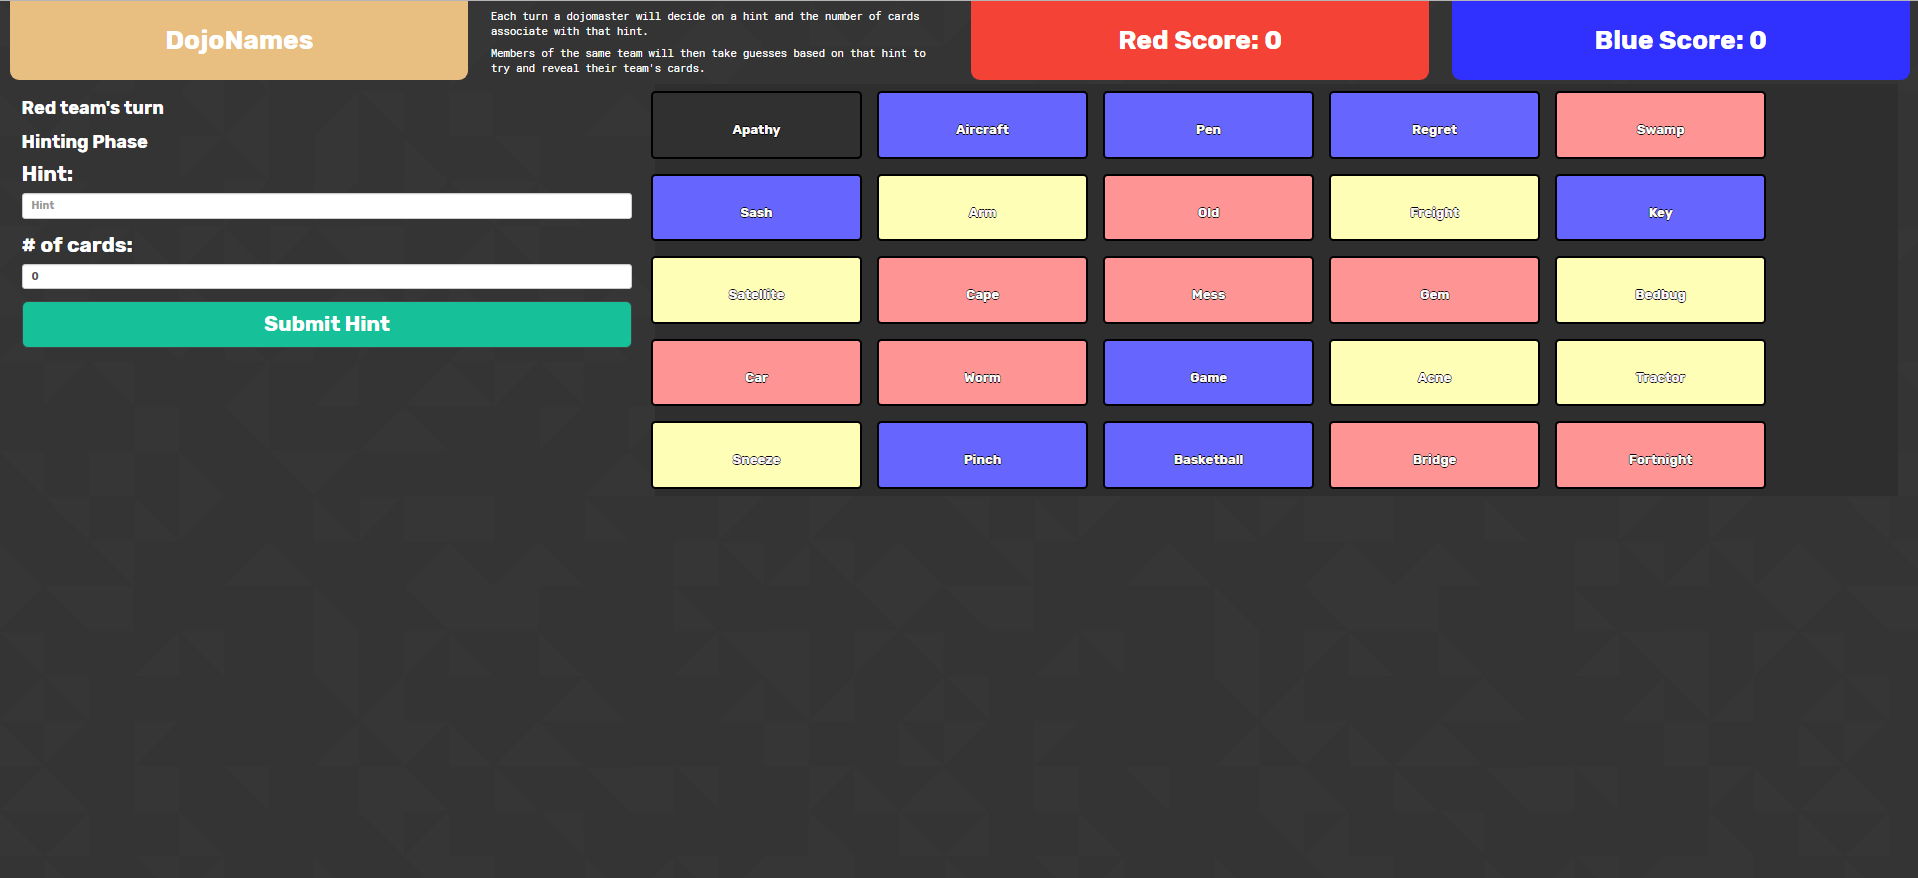 DojoNames
Each turn a dojomaster will decide on a hint and the number of cards
associate with that hint.
Members of the same team will then take guesses based on that hint to
try and reveal their team's cards.
Red Score: 0
Blue Score: 0
Red team's turn
Hinting Phase
Hint:
Hint
# of cards:
0
Submit Hint
Apathy
Aircraft
Pen
Regret
Swamp
Sash
Arm
Old
Freight
Key
Satellite
Cape
Mess
Gem
Bedbug
Car
Worm
Game
Acne
Tractor
Sneeze
Pinch
Basketball
Bridge
Fortnight